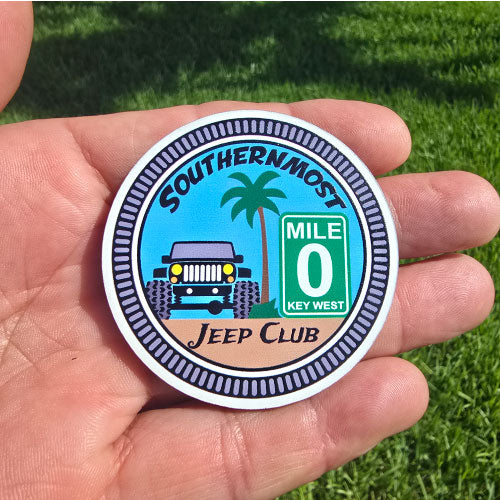 SOUTHERNMOST
MILE
0
KEY WEST
JEEP CLUB